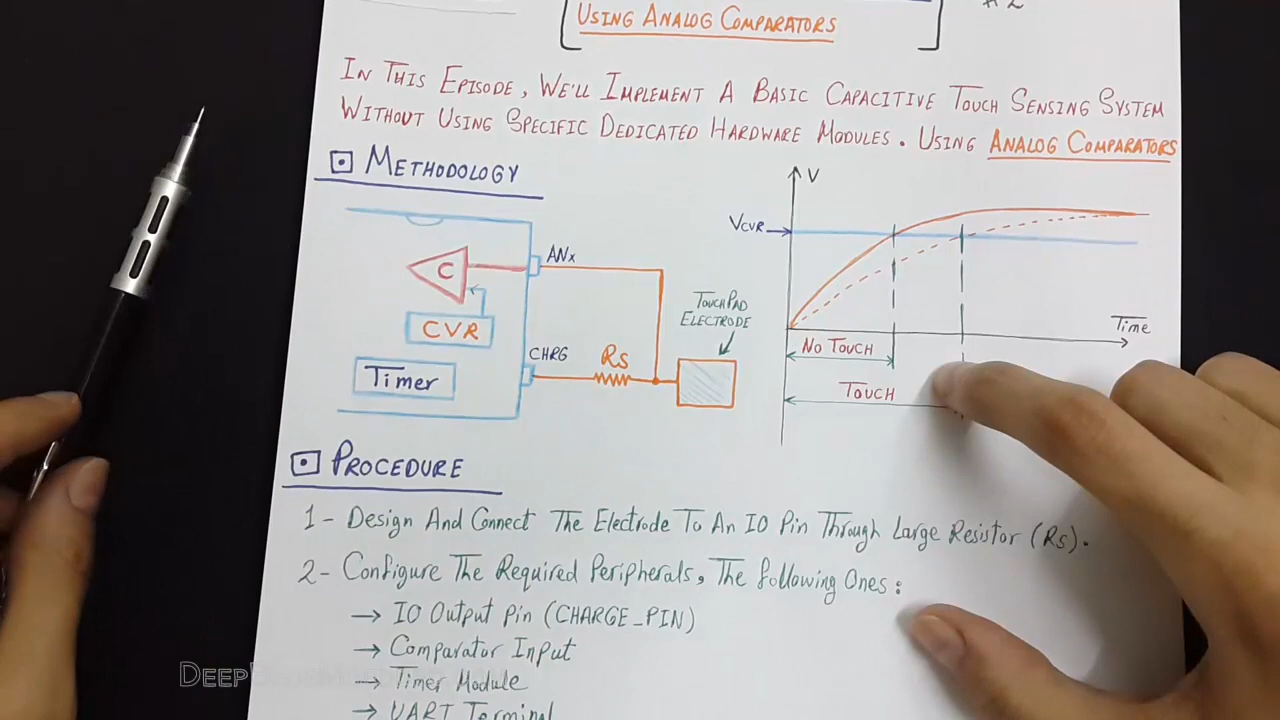 # 2
USING ANALOG COMPARATORS
IN THIS EPISODE, WE'LL IMPLEMENT A BASIC CAPACITIVE TOUCH SENSING SYSTEM
WITHOUT USING SPECIFIC DEDICATED HARDWARE MODULES. USING ANALOG COMPARATORS
METHODOLOGY
C
CVR
Timer
ANx
CHRG
Rs
TOUCHPAD
ELECTRODE
V
VCVR
Time
NO TOUCH
TOUCH
PROCEDURE
1- Design And Connect The Electrode To An IO Pin Through Large Resistor (Rs).
2- Configure The Required Peripherals, The Following Ones:
→ IO Output Pin (CHARGE_PIN)
→ Comparator Input
→ Timer Module
→ UART Terminal